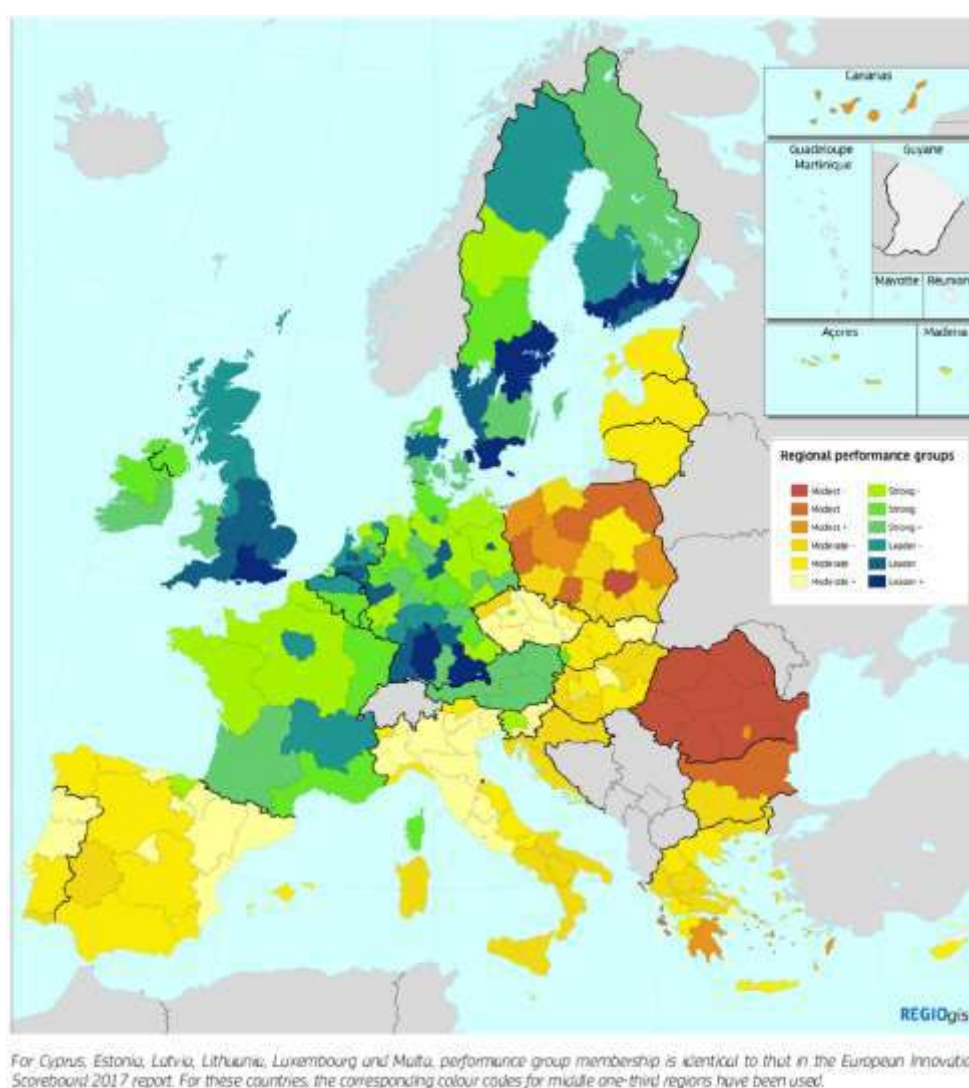 Canarias
Guadeloupe
Martinique
Guyane
Mayotte
Réunion
Açores
Madeira
Regional performance groups
Modest -
Modest
Modest +
Moderate -
Moderate
Moderate +
Strong -
Strong
Strong +
Leader -
Leader
Leader +
REGIOgis
For Cyprus, Estonia, Latvia, Lithuania, Luxembourg and Malta, performance group membership is identical to that in the European Innovatio
Scoreboard 2017 report. For these countries, the corresponding colour codes for middle one-third regions have been used